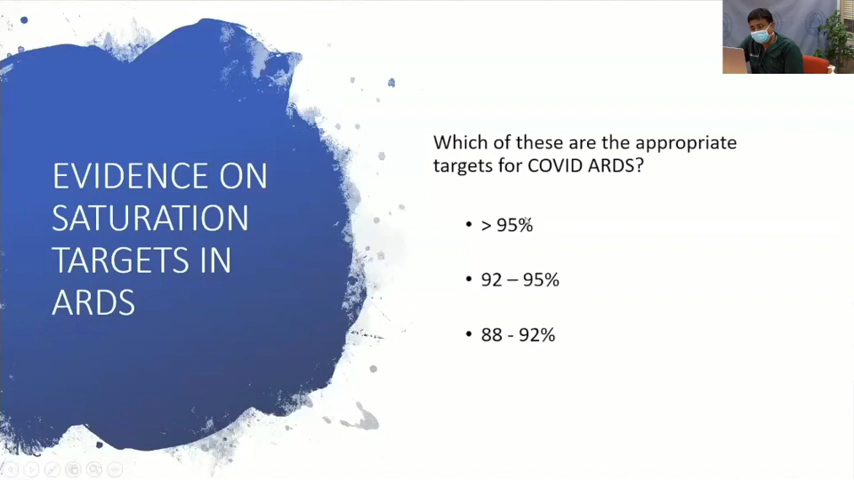 EVIDENCE ON
SATURATION
TARGETS IN
ARDS
Which of these are the appropriate
targets for COVID ARDS?
• > 95%
• 92 – 95%
• 88 - 92%